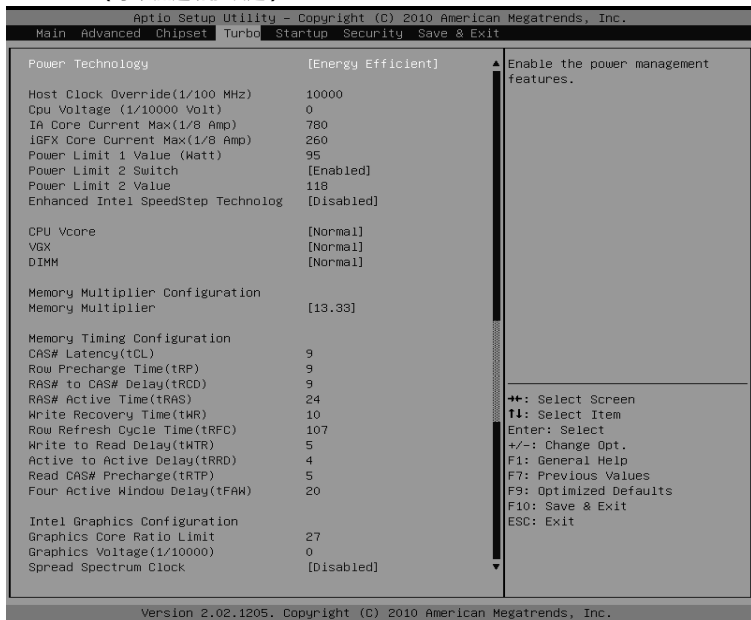 Aptio Setup Utility – Copyright (C) 2010 American Megatrends, Inc.
Main Advanced Chipset Turbo Startup Security Save & Exit
Power Technology [Energy Efficient]
Host Clock Override(1/100 MHz) 10000
Cpu Voltage (1/10000 Volt) 0
IA Core Current Max(1/8 Amp) 780
iGFX Core Current Max(1/8 Amp) 260
Power Limit 1 Value (Watt) 95
Power Limit 2 Switch [Enabled]
Power Limit 2 Value 118
Enhanced Intel SpeedStep Technolog [Disabled]
CPU Vcore [Normal]
VGX [Normal]
DIMM [Normal]
Memory Multiplier Configuration
Memory Multiplier [13.33]
Memory Timing Configuration
CAS# Latency(tCL) 9
Row Precharge Time(tRP) 9
RAS# to CAS# Delay(tRCD) 9
RAS# Active Time(tRAS) 24
Write Recovery Time(tWR) 10
Row Refresh Cycle Time(tRFC) 107
Write to Read Delay(tWTR) 5
Active to Active Delay(tRRD) 4
Read CAS# Precharge(tRTP) 5
Four Active Window Delay(tFAW) 20
Intel Graphics Configuration
Graphics Core Ratio Limit 27
Graphics Voltage(1/10000) 0
Spread Spectrum Clock [Disabled]
Enable the power management
features.
→←: Select Screen
↑↓: Select Item
Enter: Select
+/-: Change Opt.
F1: General Help
F7: Previous Values
F9: Optimized Defaults
F10: Save & Exit
ESC: Exit
Version 2.02.1205. Copyright (C) 2010 American Megatrends, Inc.